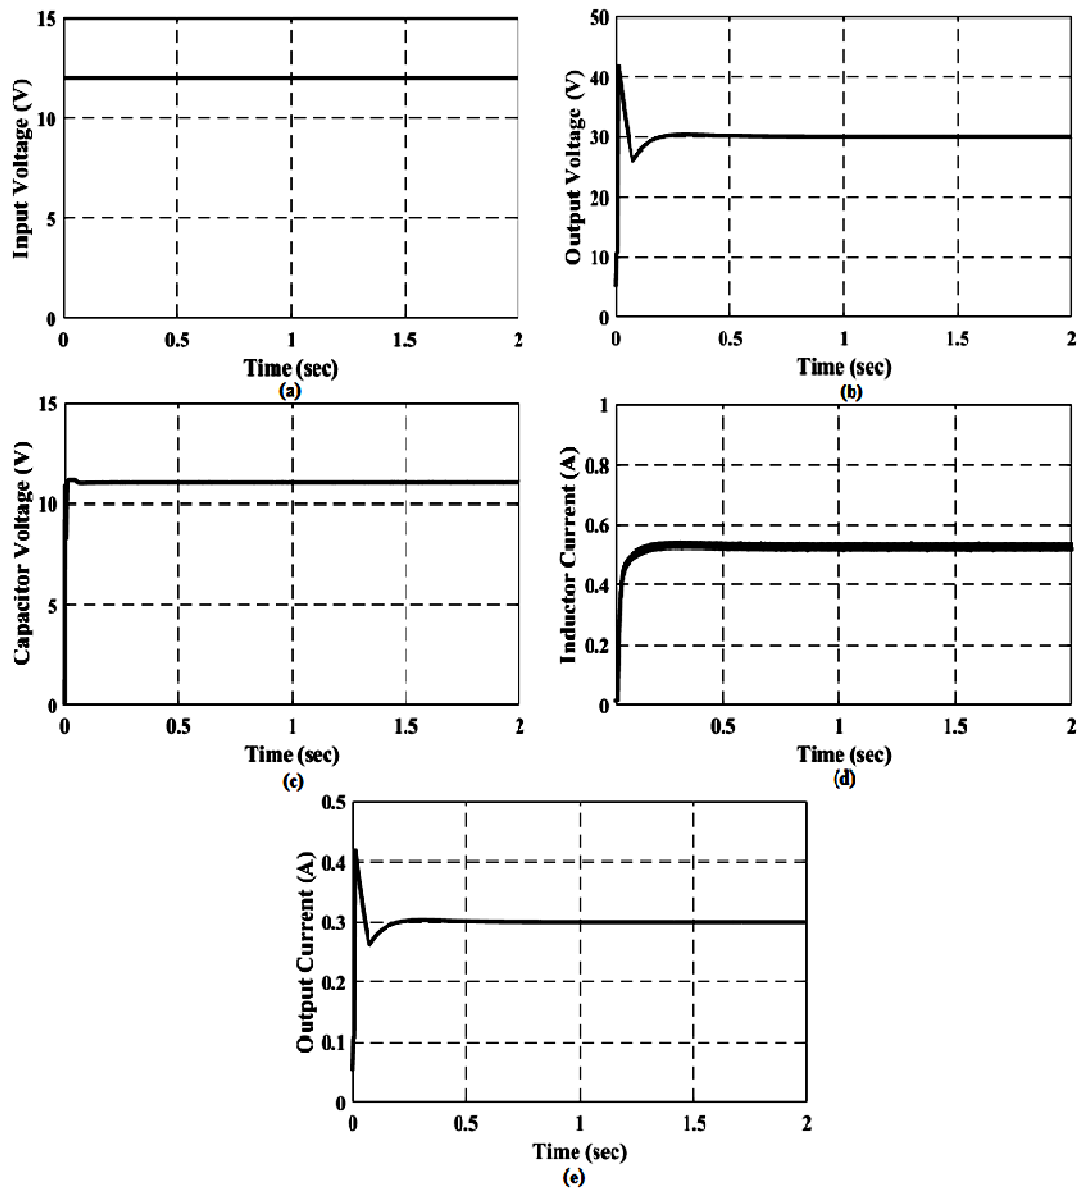 15
10
5
0
Input Voltage (V)
0 0.5 1 1.5 2
Time (sec)
(a)
50
40
30
20
10
0
Output Voltage (V)
0 0.5 1 1.5 2
Time (sec)
(b)
15
10
5
0
Capacitor Voltage (V)
0 0.5 1 1.5 2
Time (sec)
(c)
1
0.8
0.6
0.4
0.2
0
Inductor Current (A)
0.5 1 1.5 2
Time (sec)
(d)
0.5
0.4
0.3
0.2
0.1
0
Output Current (A)
0 0.5 1 1.5 2
Time (sec)
(e)